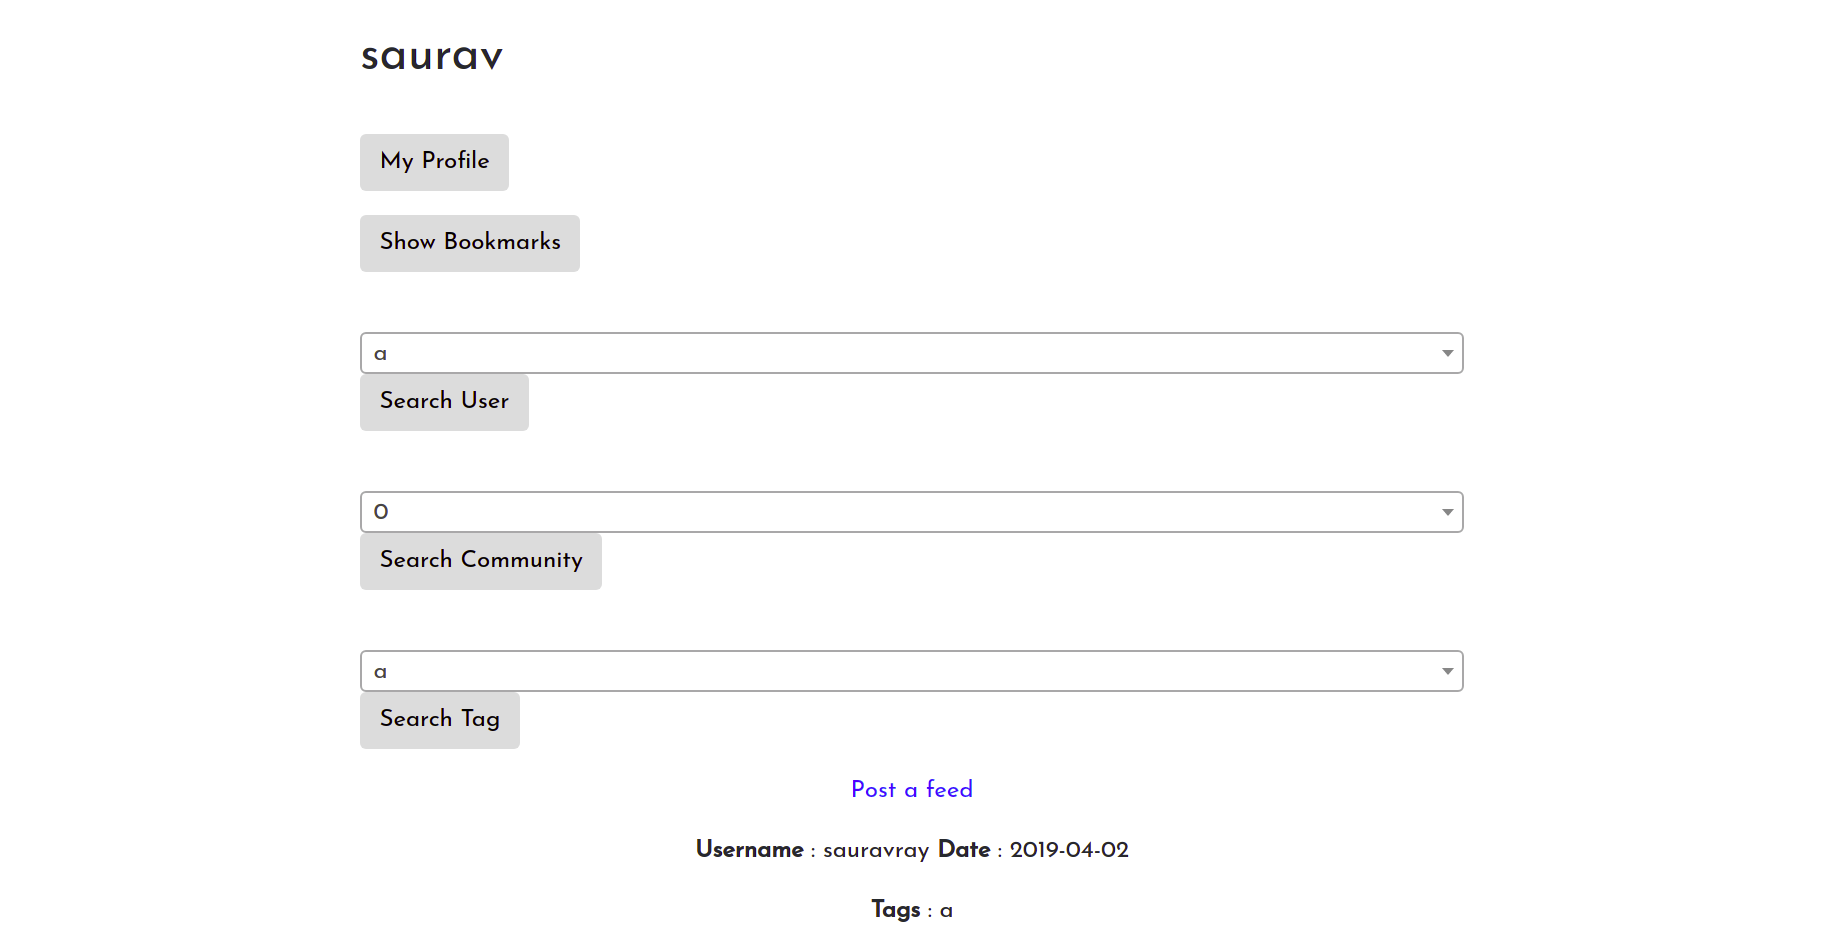 saurav
My Profile
Show Bookmarks
a
Search User
0
Search Community
a
Search Tag
Post a feed
Username : sauravray Date : 2019-04-02
Tags : a